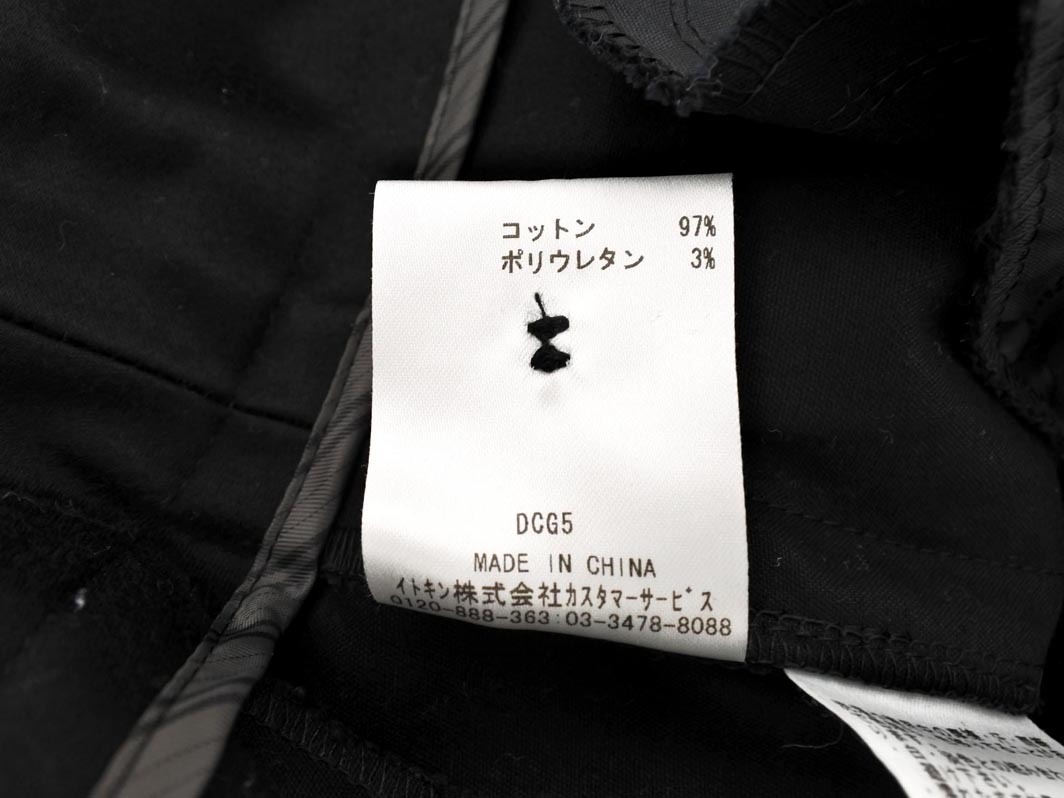 コットン 97%
ポリウレタン 3%
DCG5
MADE IN CHINA
イトキン株式会社カスタマーサービス
0120-888-363:03-3478-8088